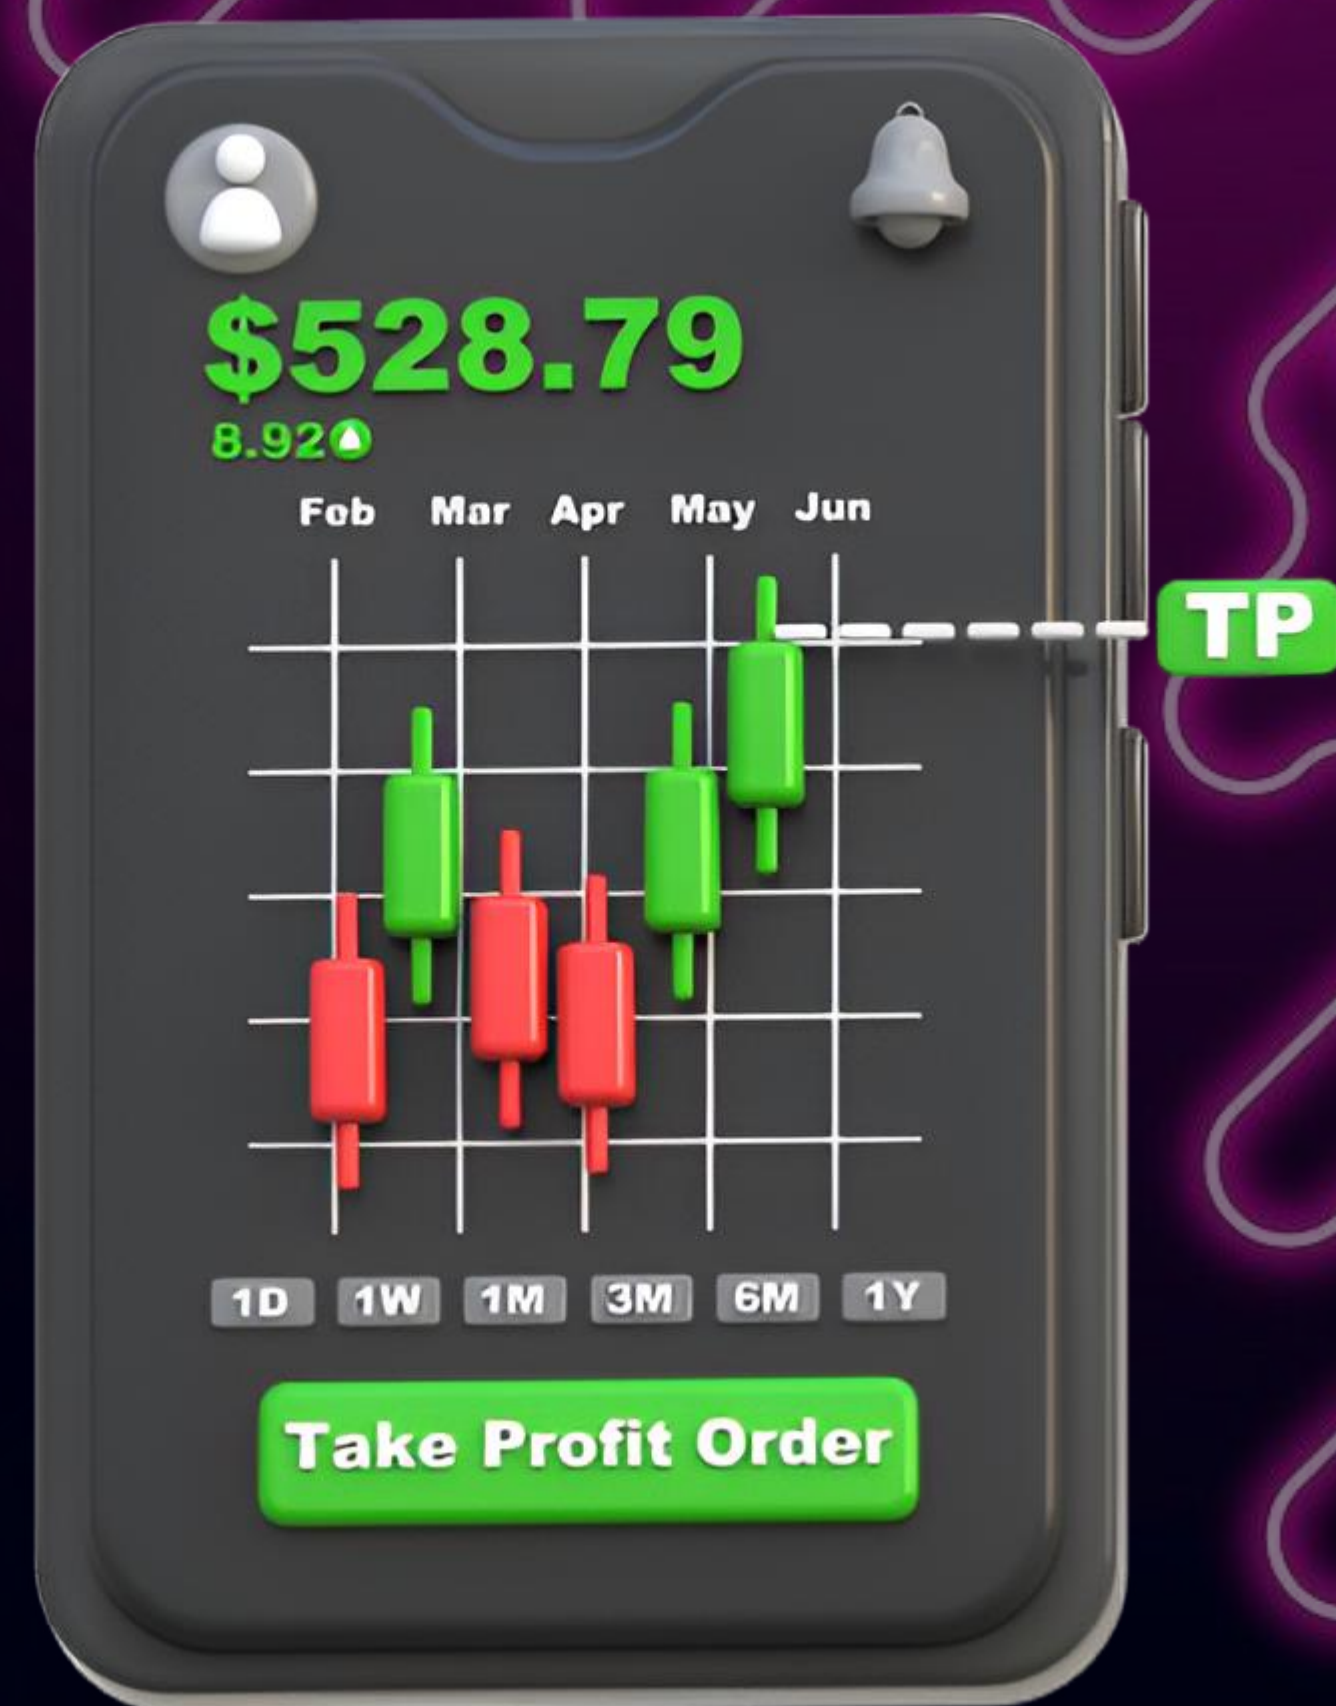 $528.79
8.92
Feb Mar Apr May Jun
TP
1D 1W 1M 3M 6M 1Y
Take Profit Order